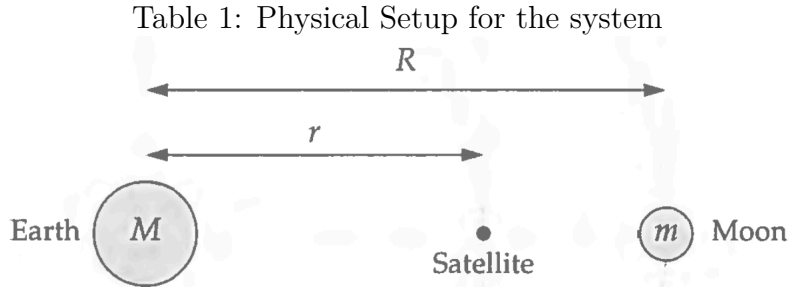 Table 1: Physical Setup for the system
R
r
Earth M m Moon
Satellite